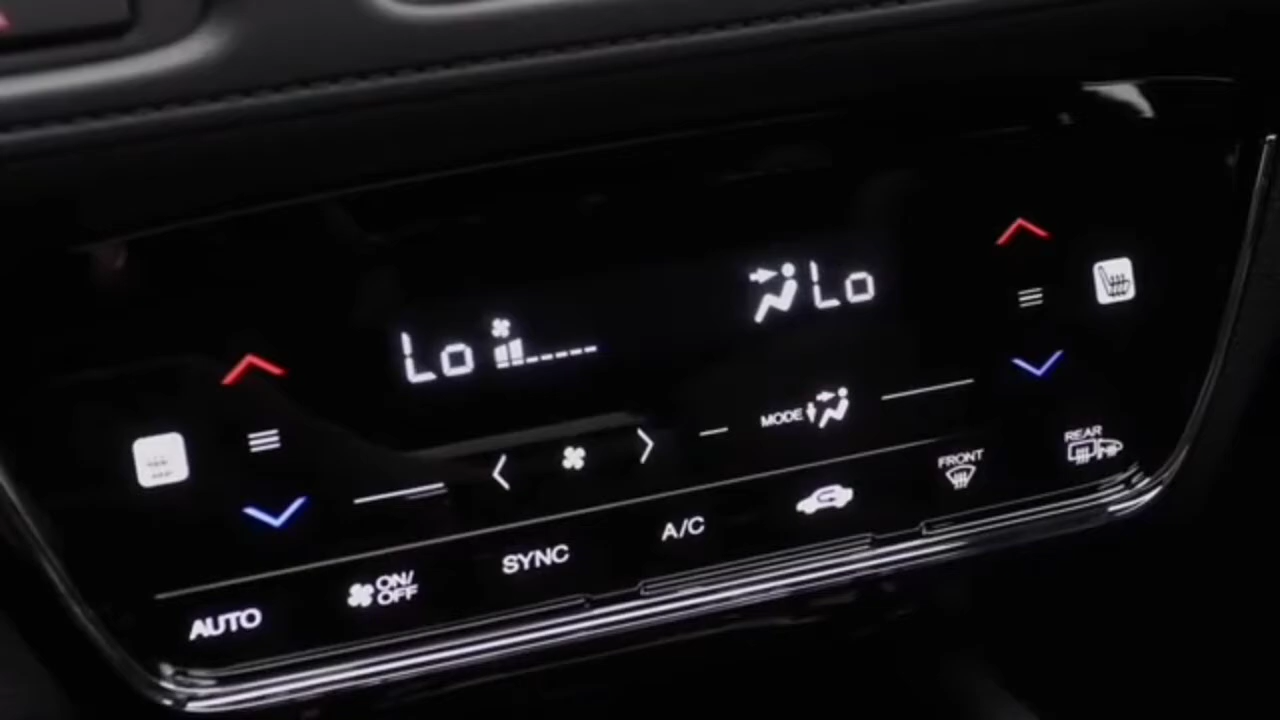 Lo
Lo
MODE
REAR
FRONT
A/C
SYNC
ON/
OFF
AUTO